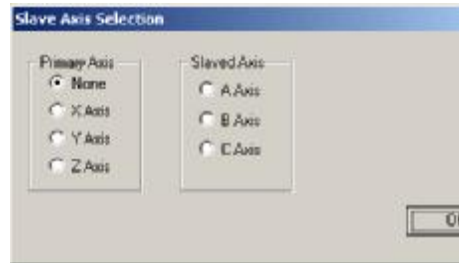 Slave Axis Selection
Primary Axis
None
X Axis
Y Axis
Z Axis
Slaved Axis
A Axis
B Axis
C Axis